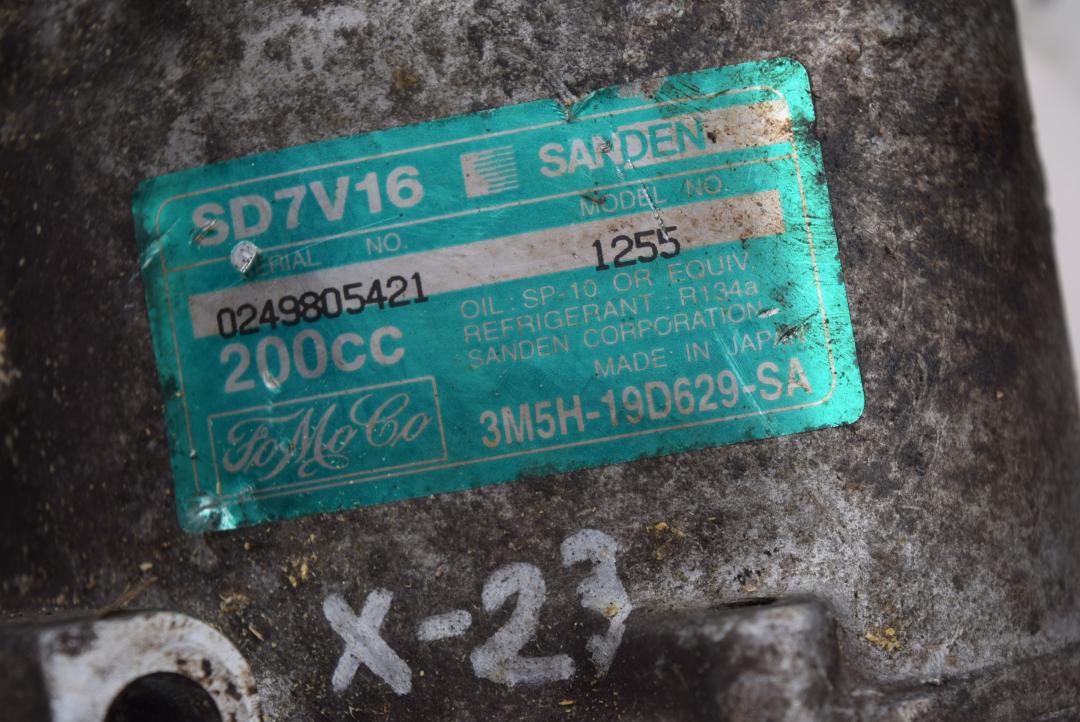 SD7V16 SANDEN
SERIAL NO. MODEL NO.
0249805421 1255
200cc
OIL : SP-10 OR EQUIV
REFRIGERANT : R134a
SANDEN CORPORATION
MADE IN JAPAN
FoMoCo
3M5H-19D629-SA
X-23